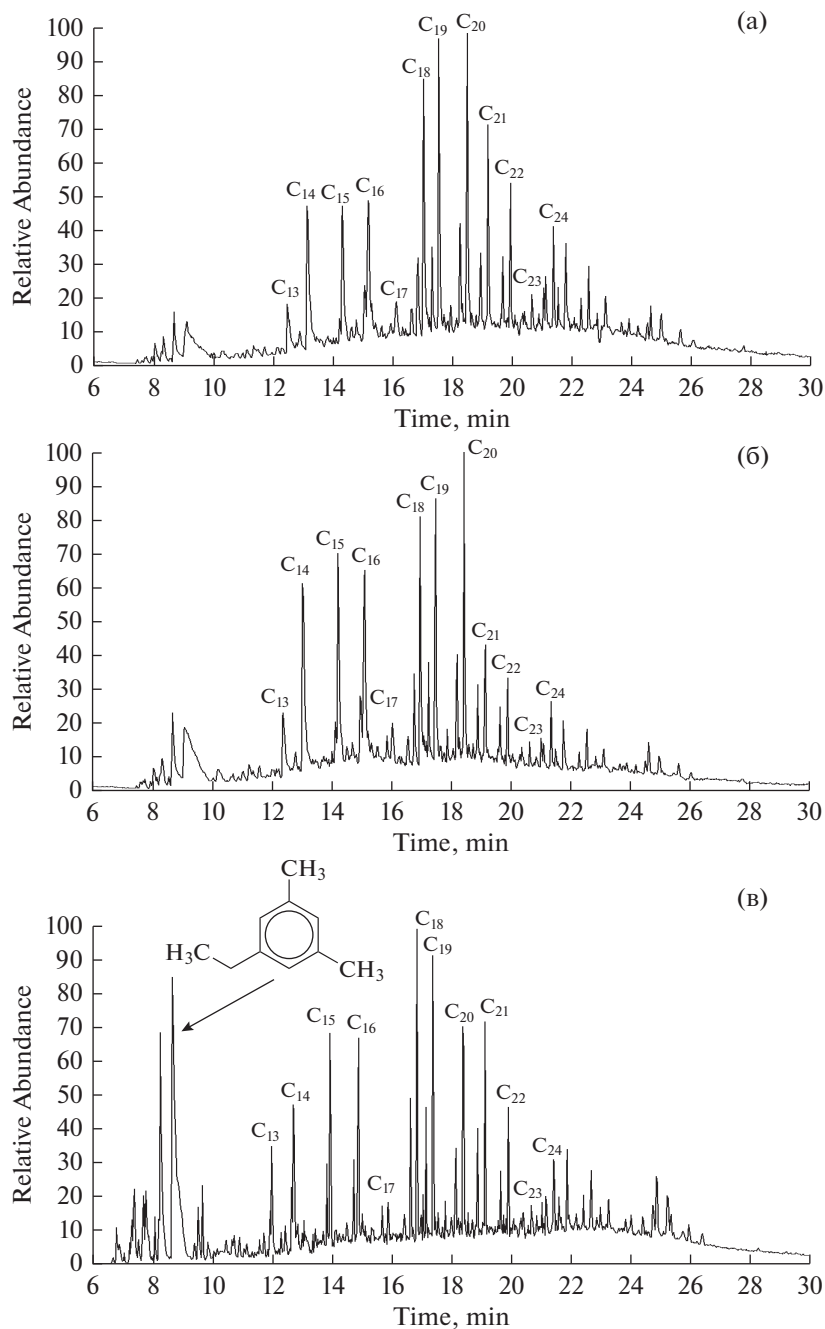 (а)
C₂₀
C₁₉
C₁₈
C₂₁
C₂₂
C₁₄
C₁₅
C₁₆
C₂₄
C₁₃
C₁₇
C₂₃
100
90
80
70
60
50
40
30
20
10
0
Relative Abundance
6 8 10 12 14 16 18 20 22 24 26 28 30
Time, min
(б)
C₂₀
C₁₉
C₁₈
C₁₅
C₁₆
C₁₄
C₂₁
C₂₂
C₁₃
C₁₇
C₂₄
C₂₃
100
90
80
70
60
50
40
30
20
10
0
Relative Abundance
6 8 10 12 14 16 18 20 22 24 26 28 30
Time, min
(в)
CH₃
H₃C
CH₃
C₁₈
C₁₉
C₁₅
C₁₆
C₂₀
C₂₁
C₁₄
C₂₂
C₁₃
C₂₄
C₁₇
C₂₃
100
90
80
70
60
50
40
30
20
10
0
Relative Abundance
6 8 10 12 14 16 18 20 22 24 26 28 30
Time, min